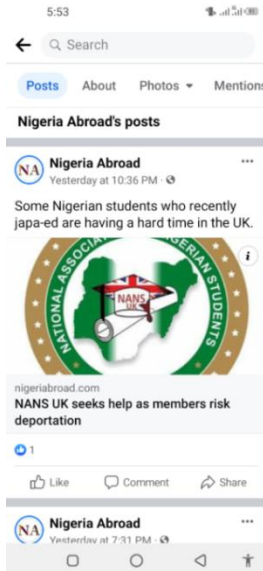 5:53
Search
Posts About Photos Mention
Nigeria Abroad's posts
NA
Nigeria Abroad
Yesterday at 10:36 PM
Some Nigerian students who recently
japa-ed are having a hard time in the UK.
NATIONAL ASSOCIA
GERIAN STUDENTS
NANS
UK
nigeriabroad.com
NANS UK seeks help as members risk
deportation
1
Like Comment Share
NA
Nigeria Abroad
Yesterday at 7:31 PM